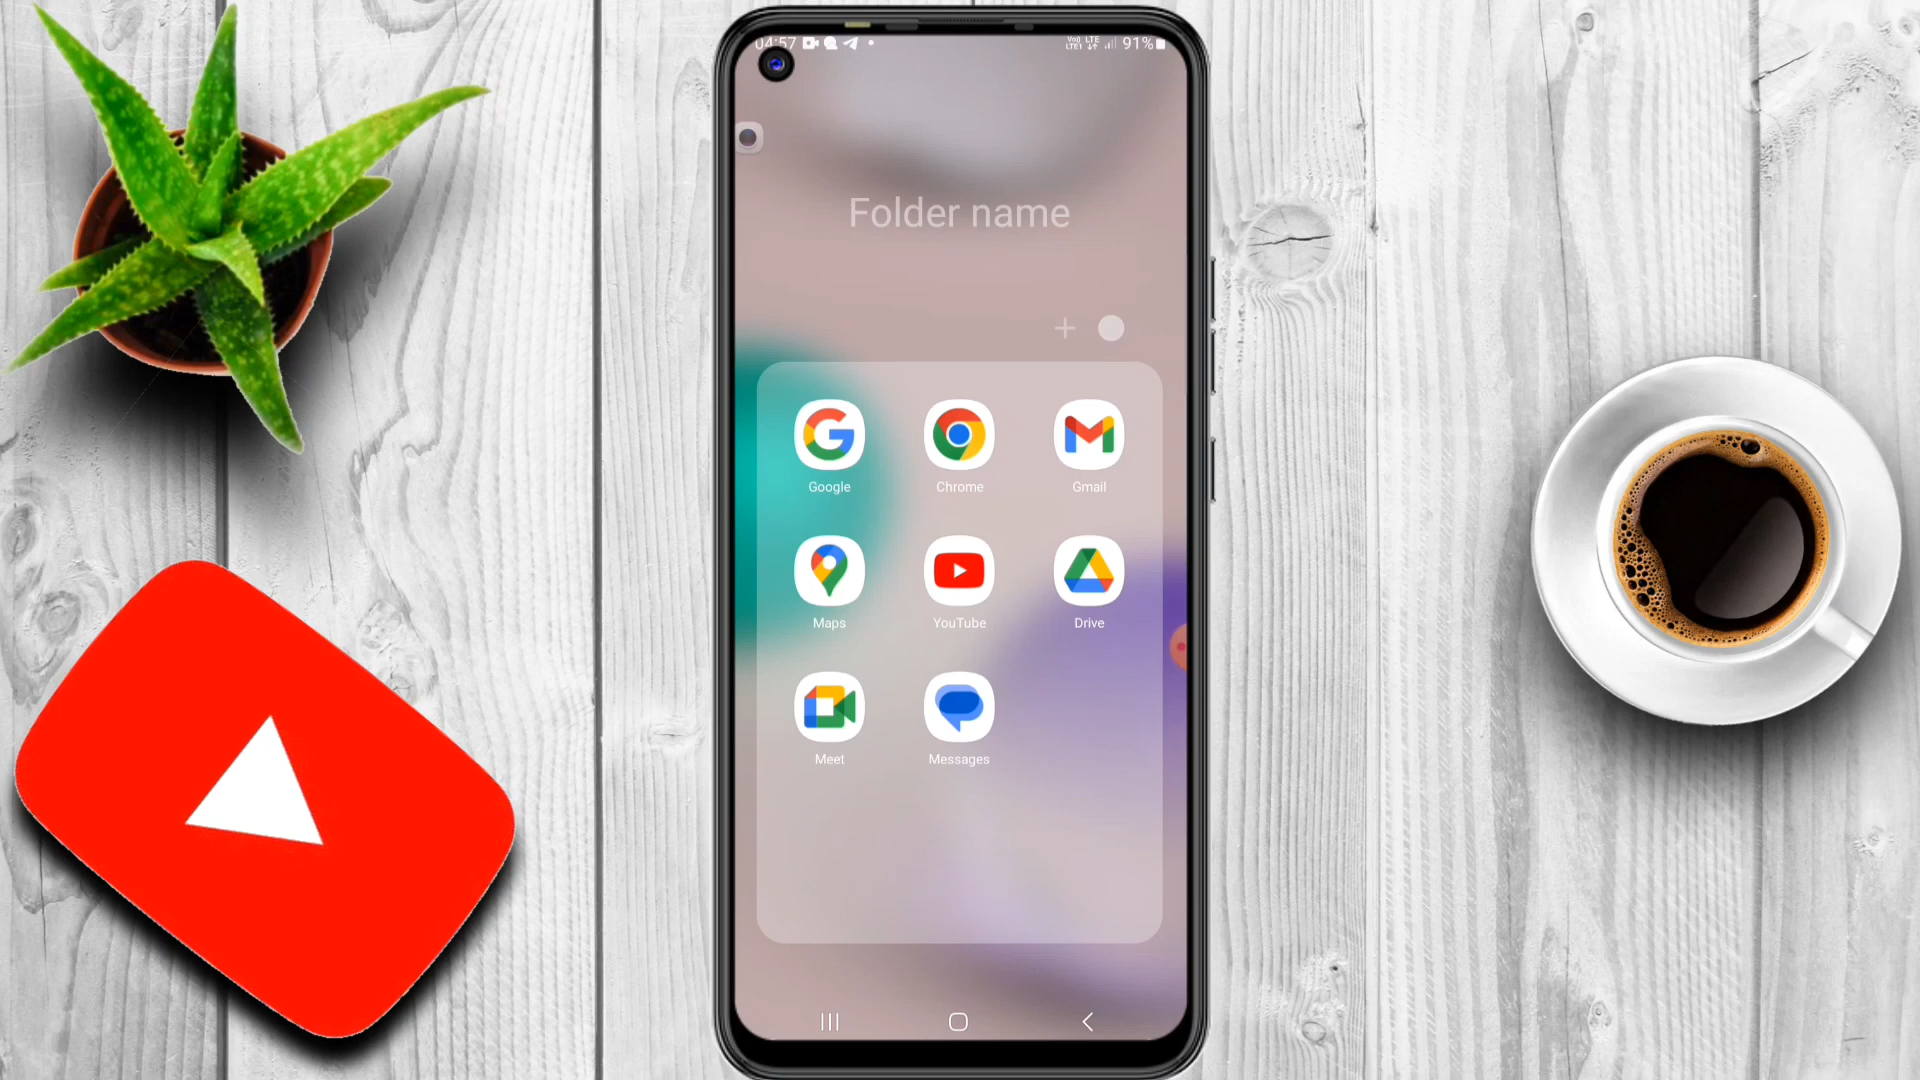 04:57 91%
Folder name
Google Chrome Gmail
Maps YouTube Drive
Meet Messages